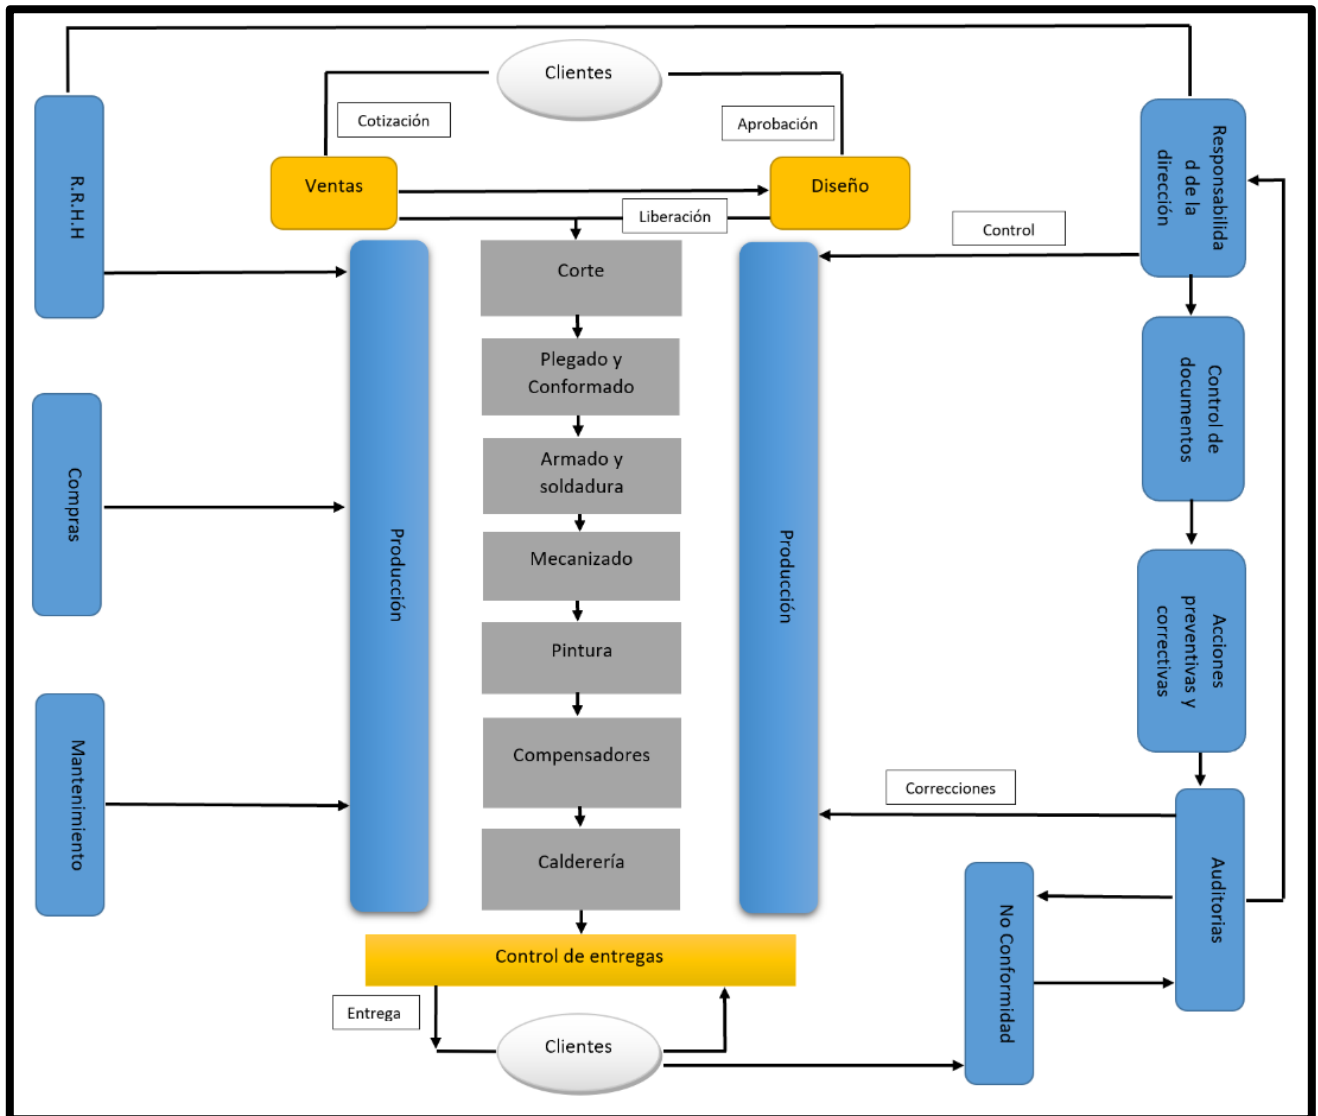 Clientes
Cotización
Aprobación
Ventas
Diseño
Liberación
R.R.H.H
Responsabilida
d de la
dirección
Control
Corte
Plegado y
Conformado
Control de
documentos
Armado y
soldadura
Compras
Producción
Producción
Mecanizado
Acciones
preventivas y
correctivas
Pintura
Mantenimiento
Compensadores
Correcciones
Calderería
Auditorias
No Conformidad
Control de entregas
Entrega
Clientes